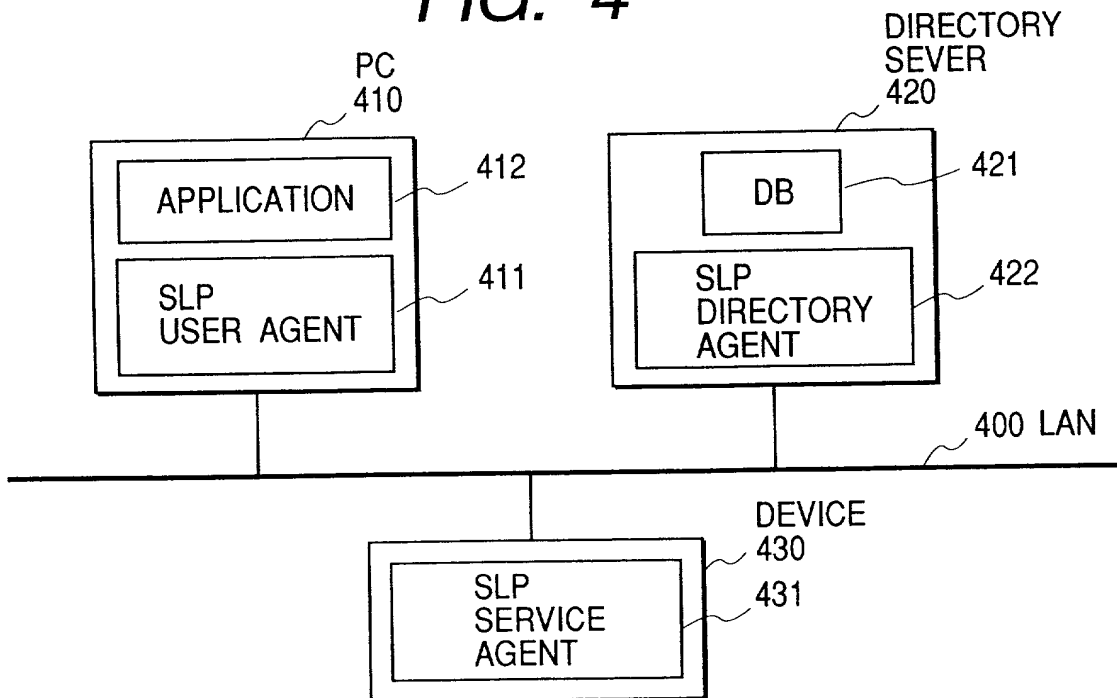 FIG. 4
PC
410
APPLICATION
412
SLP
USER AGENT
411
DIRECTORY
SEVER
420
DB
421
SLP
DIRECTORY
AGENT
422
400 LAN
DEVICE
430
SLP
SERVICE
AGENT
431